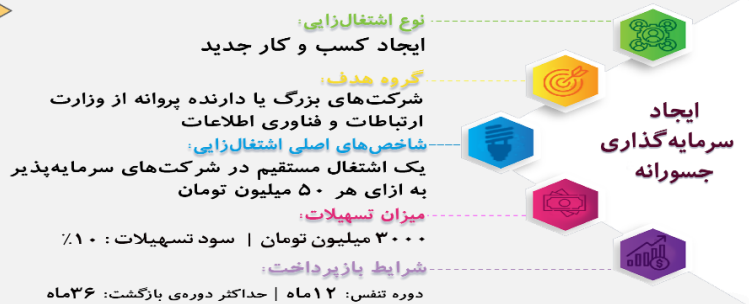 ایجاد
سرمایه‌گذاری
جسورانه
نوع اشتغال‌زایی:
ایجاد کسب و کار جدید
گروه هدف:
شرکت‌های بزرگ یا دارنده پروانه از وزارت
ارتباطات و فناوری اطلاعات
شاخص‌های اصلی اشتغال‌زایی:
یک اشتغال مستقیم در شرکت‌های سرمایه‌پذیر
به ازای هر ۵۰ میلیون تومان
میزان تسهیلات:
۳۰۰۰ میلیون تومان | سود تسهیلات: ۱۰٪
شرایط بازپرداخت:
دوره تنفس: ۱۲ماه | حداکثر دوره‌ی بازگشت: ۳۶ماه